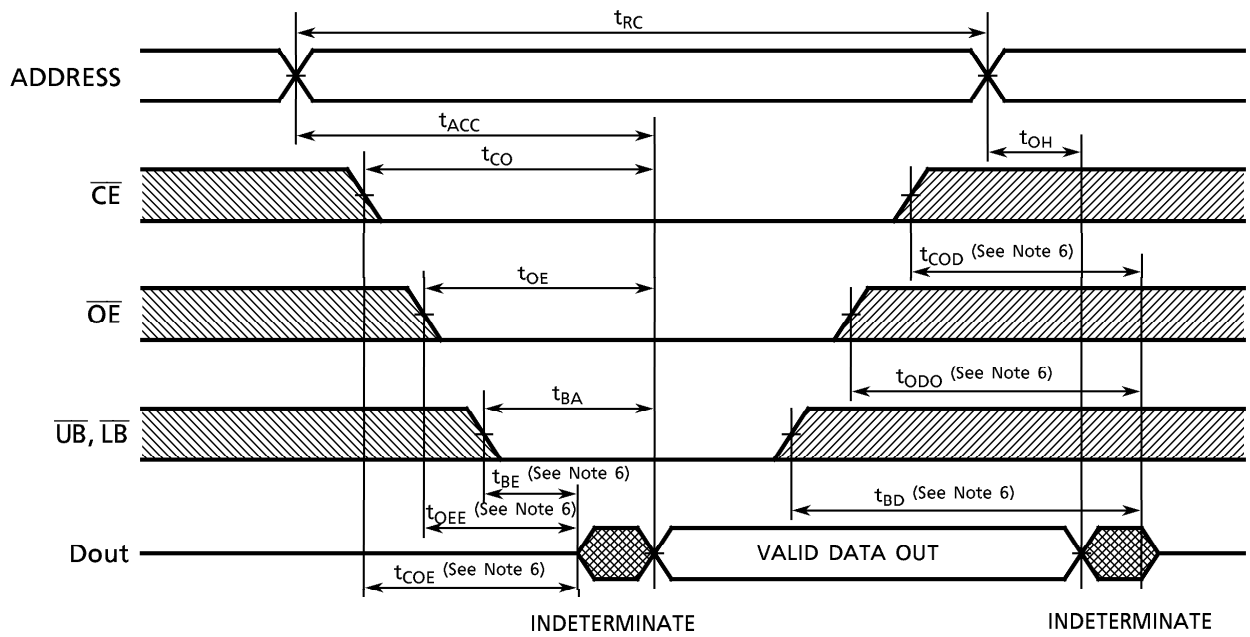 tRC
ADDRESS
tACC
tOH
tCO
CE
tCOD (See Note 6)
tOE
OE
tODO (See Note 6)
tBA
UB, LB
tBE (See Note 6)
tBD (See Note 6)
tOEE (See Note 6)
Dout
VALID DATA OUT
tCOE (See Note 6)
INDETERMINATE
INDETERMINATE